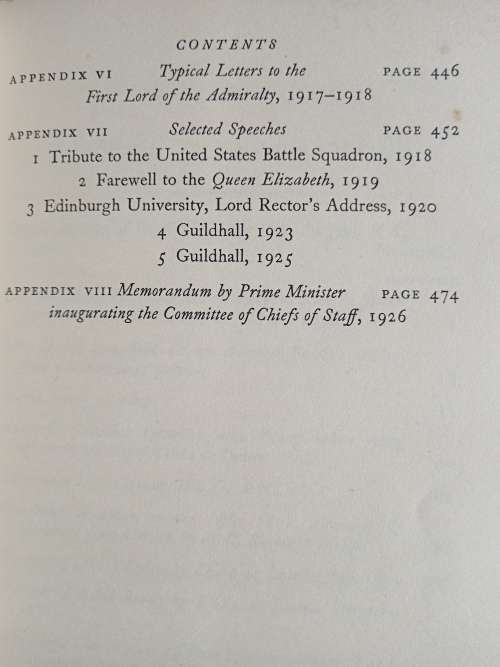 CONTENTS
APPENDIX VI Typical Letters to the PAGE 446
First Lord of the Admiralty, 1917–1918
APPENDIX VII Selected Speeches PAGE 452
1 Tribute to the United States Battle Squadron, 1918
2 Farewell to the Queen Elizabeth, 1919
3 Edinburgh University, Lord Rector's Address, 1920
4 Guildhall, 1923
5 Guildhall, 1925
APPENDIX VIII Memorandum by Prime Minister PAGE 474
inaugurating the Committee of Chiefs of Staff, 1926